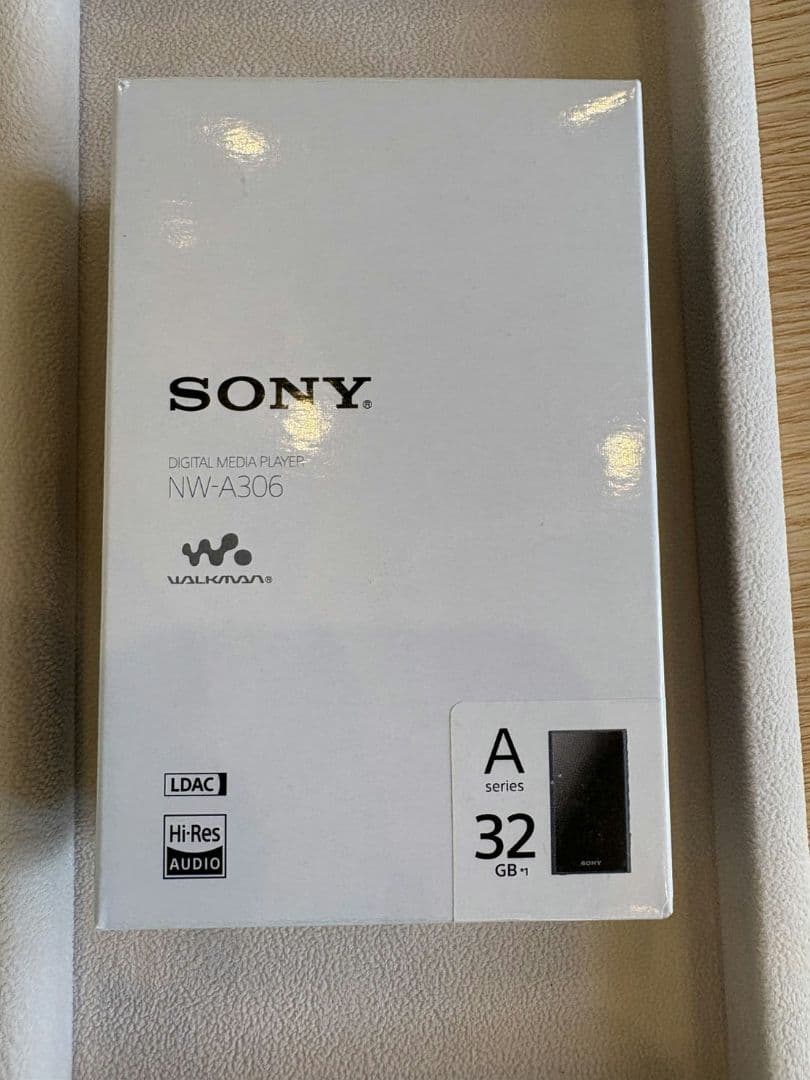 SONY®
DIGITAL MEDIA PLAYER
NW-A306
WALKMAN®
LDAC
Hi-Res
AUDIO
A
series
32
GB *1
SONY